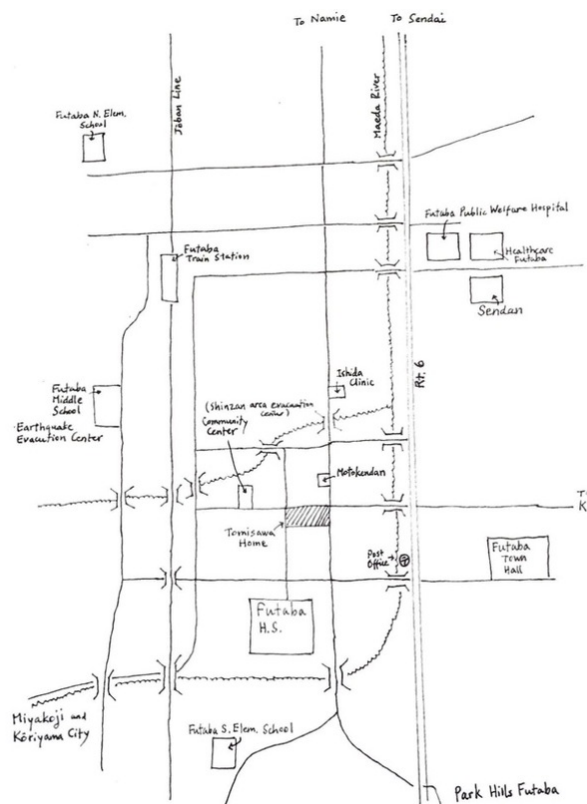 To Namie
To Sendai
Jōban Line
Maeda River
Futaba N. Elem.
School
Futaba Public Welfare Hospital
Futaba
Train Station
Healthcare
Futaba
Sendan
Rt. 6
Ishida
Clinic
Futaba
Middle
School
Earthquake
Evacuation Center
(Shinzan area evacuation
center)
Community
Center
Motokendan
T
K
Tomisawa
Home
Post
Office
Futaba
Town
Hall
Futaba
H.S.
Miyakoji and
Kōriyama City
Futaba S. Elem. School
Park Hills Futaba